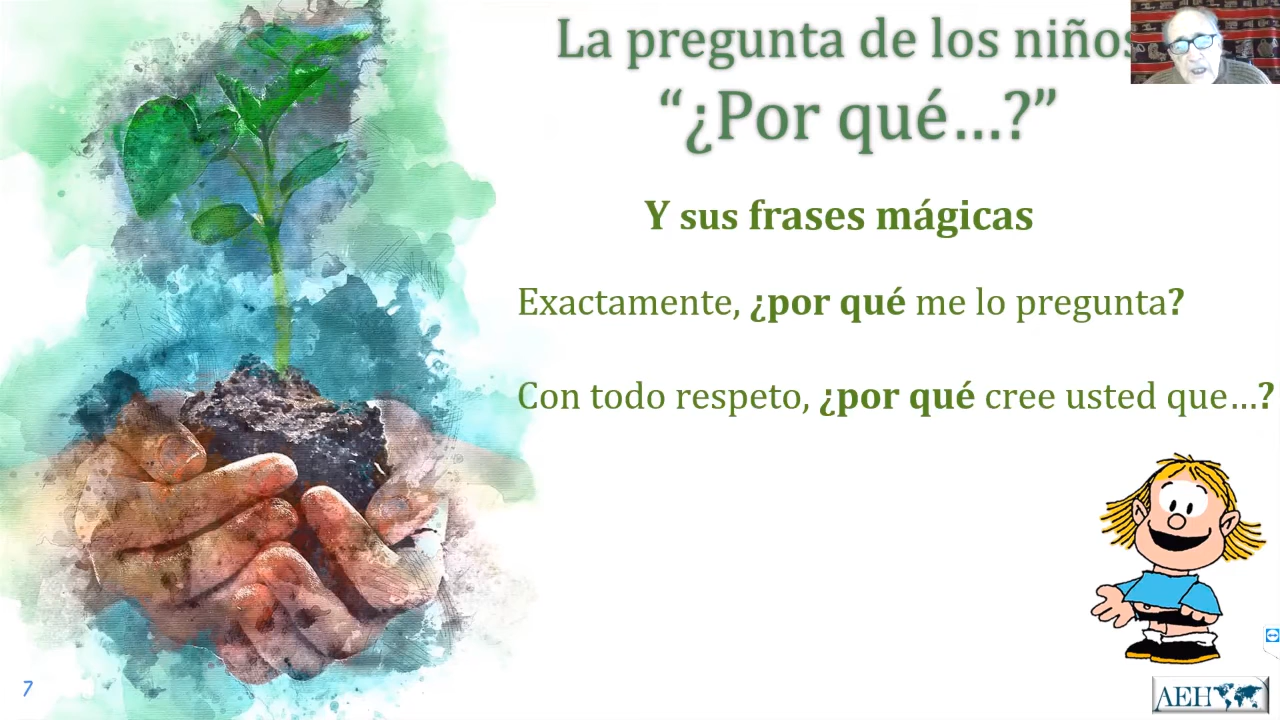 La pregunta de los niños
“¿Por qué...?”
Y sus frases mágicas
Exactamente, ¿por qué me lo pregunta?
Con todo respeto, ¿por qué cree usted que...?
7
AEH